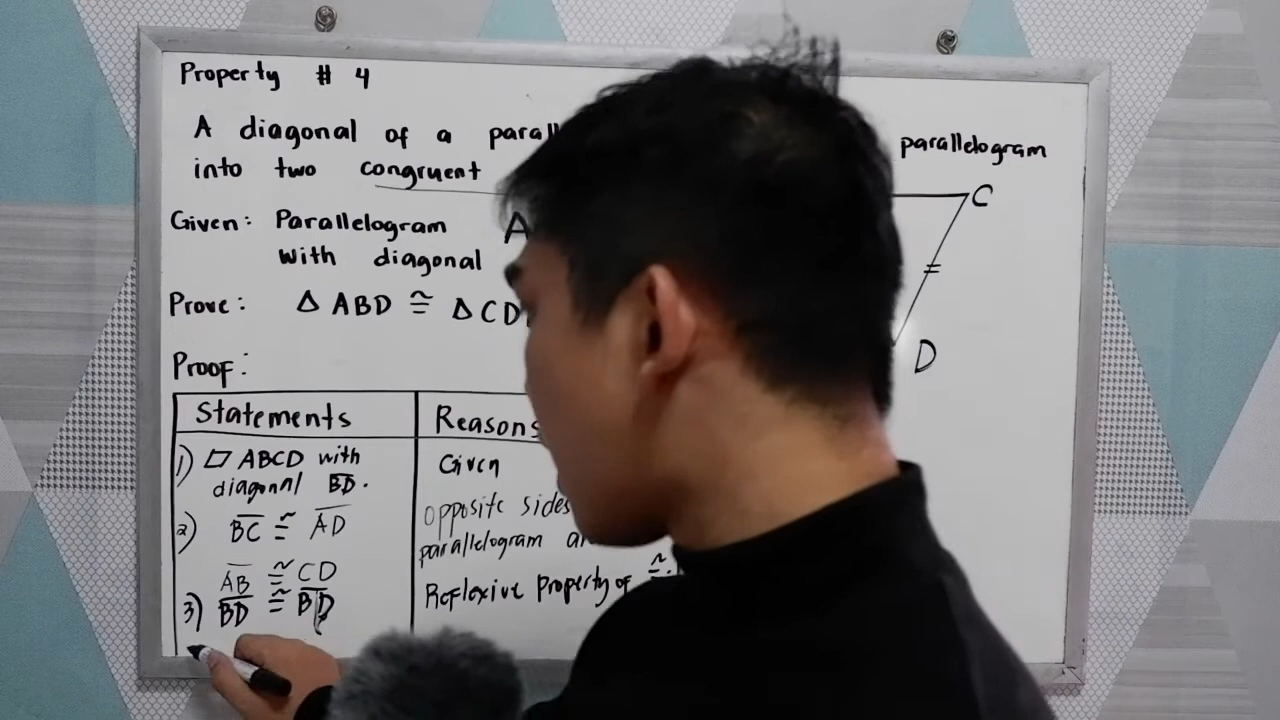 Property # 4
A diagonal of a
parallelogram
into two congruent
Given: Parallelogram
with diagonal
Prove: Δ ABD ≅ Δ CD
Proof:
Statements
Reasons
1) ▱ ABCD with
diagonal BD.
Given
2) BC ≅ AD
opposite sides
parallelogram
AB ≅ CD
3) BD ≅ BD
Reflexive Property of ≅.
C
D